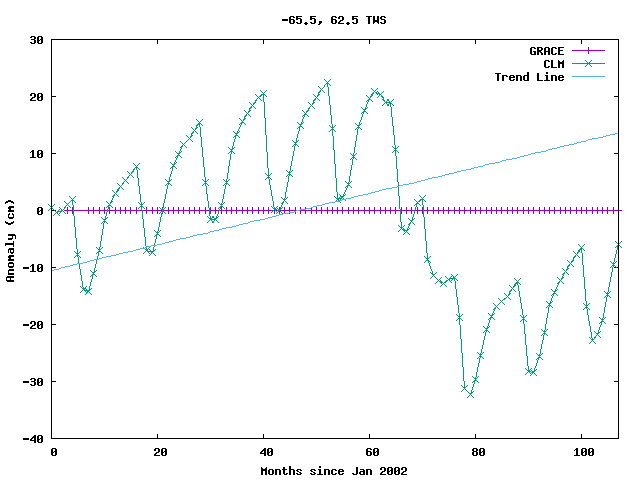 -65.5, 62.5 TWS
30
20
10
0
-10
-20
-30
-40
Anomaly (cm)
GRACE
CLM
Trend Line
0 20 40 60 80 100
Months since Jan 2002